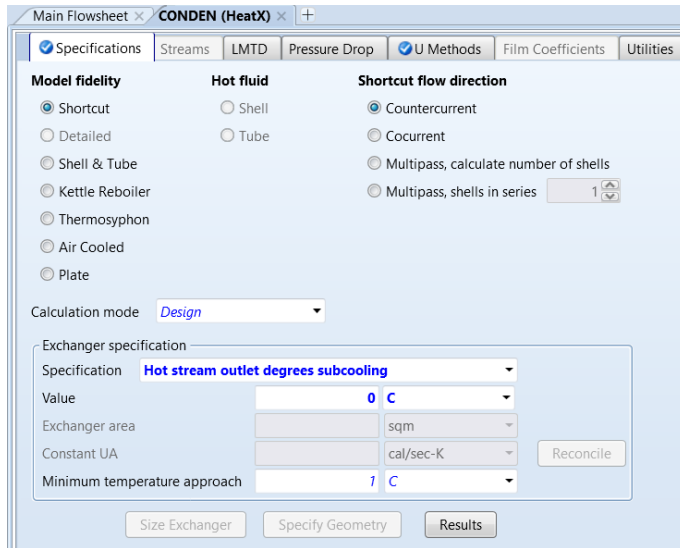 Main Flowsheet × CONDEN (HeatX) × +
Specifications Streams LMTD Pressure Drop U Methods Film Coefficients Utilities
Model fidelity Hot fluid Shortcut flow direction
Shortcut Shell Countercurrent
Detailed Tube Cocurrent
Shell & Tube Multipass, calculate number of shells
Kettle Reboiler Multipass, shells in series 1
Thermosyphon
Air Cooled
Plate
Calculation mode Design
Exchanger specification
Specification Hot stream outlet degrees subcooling
Value 0 C
Exchanger area sqm
Constant UA cal/sec-K Reconcile
Minimum temperature approach 1 C
Size Exchanger Specify Geometry Results